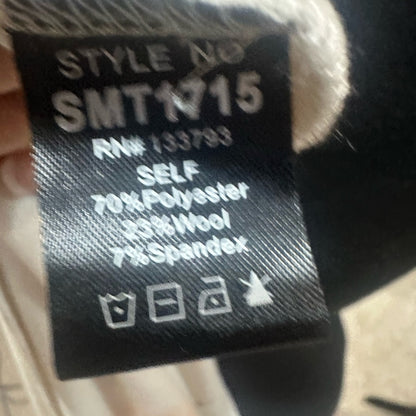 STYLE NO
SMT1715
RN# 133793
SELF
70%Polyester
23%Wool
7%Spandex